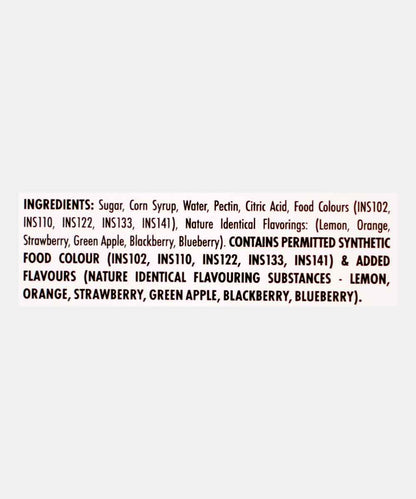 INGREDIENTS: Sugar, Corn Syrup, Water, Pectin, Citric Acid, Food Colours (INS102,
INS110, INS122, INS133, INS141), Nature Identical Flavorings: (Lemon, Orange,
Strawberry, Green Apple, Blackberry, Blueberry). CONTAINS PERMITTED SYNTHETIC
FOOD COLOUR (INS102, INS110, INS122, INS133, INS141) & ADDED
FLAVOURS (NATURE IDENTICAL FLAVOURING SUBSTANCES - LEMON,
ORANGE, STRAWBERRY, GREEN APPLE, BLACKBERRY, BLUEBERRY).